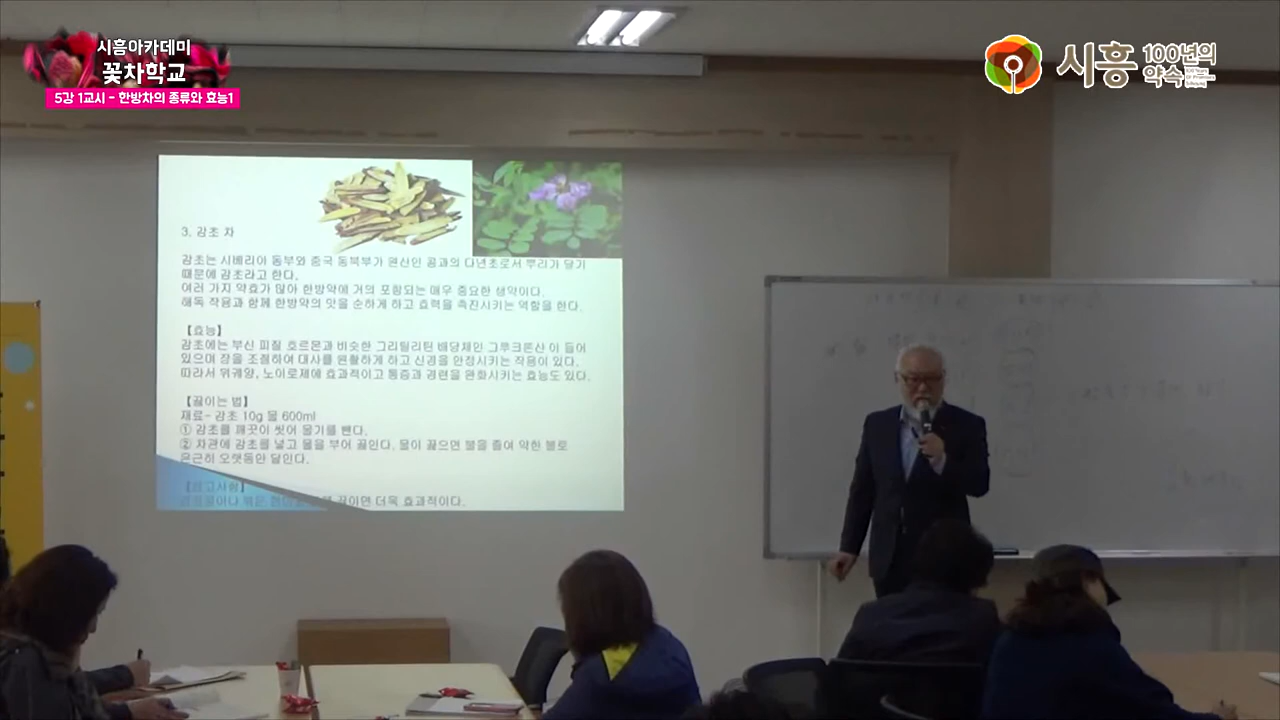 시흥아카데미
꽃차학교
5강 1교시 - 한방차의 종류와 효능1
시흥 100년의
약속
3. 감초 차
감초는 시베리아 동부와 중국 동북부가 원산인 콩과의 다년초로서 뿌리가 달기
때문에 감초라고 한다.
여러 가지 약효가 많아 한방약에 거의 포함되는 매우 중요한 생약이다.
해독 작용과 함께 한방약의 맛을 순하게 하고 효력을 촉진시키는 역할을 한다.
【효능】
감초에는 부신 피질 호르몬과 비슷한 그리틸리틴 배당체인 그루크론산 이 들어
있으며 장을 조절하여 대사를 원활하게 하고 신경을 안정시키는 작용이 있다.
따라서 위궤양, 노이로제에 효과적이고 통증과 경련을 완화시키는 효능도 있다.
【끓이는 법】
재료- 감초 10g 물 600ml
① 감초를 깨끗이 씻어 물기를 뺀다.
② 차관에 감초를 넣고 물을 부어 끓인다. 물이 끓으면 불을 줄여 약한 불로
은근히 오랫동안 달인다.
【참고사항】
끓이면 더욱 효과적이다.